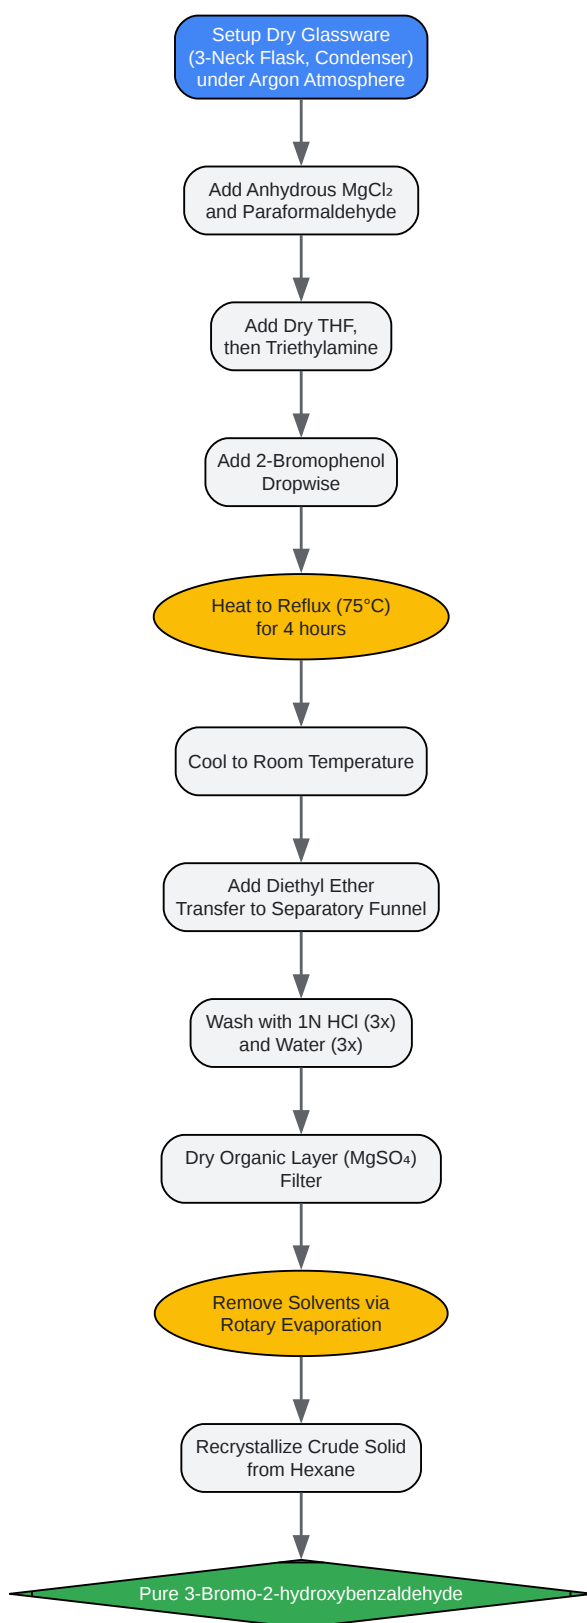 Setup Dry Glassware
(3-Neck Flask, Condenser)
under Argon Atmosphere
Add Anhydrous MgCl₂
and Paraformaldehyde
Add Dry THF,
then Triethylamine
Add 2-Bromophenol
Dropwise
Heat to Reflux (75°C)
for 4 hours
Cool to Room Temperature
Add Diethyl Ether
Transfer to Separatory Funnel
Wash with 1N HCl (3x)
and Water (3x)
Dry Organic Layer (MgSO₄)
Filter
Remove Solvents via
Rotary Evaporation
Recrystallize Crude Solid
from Hexane
Pure 3-Bromo-2-hydroxybenzaldehyde